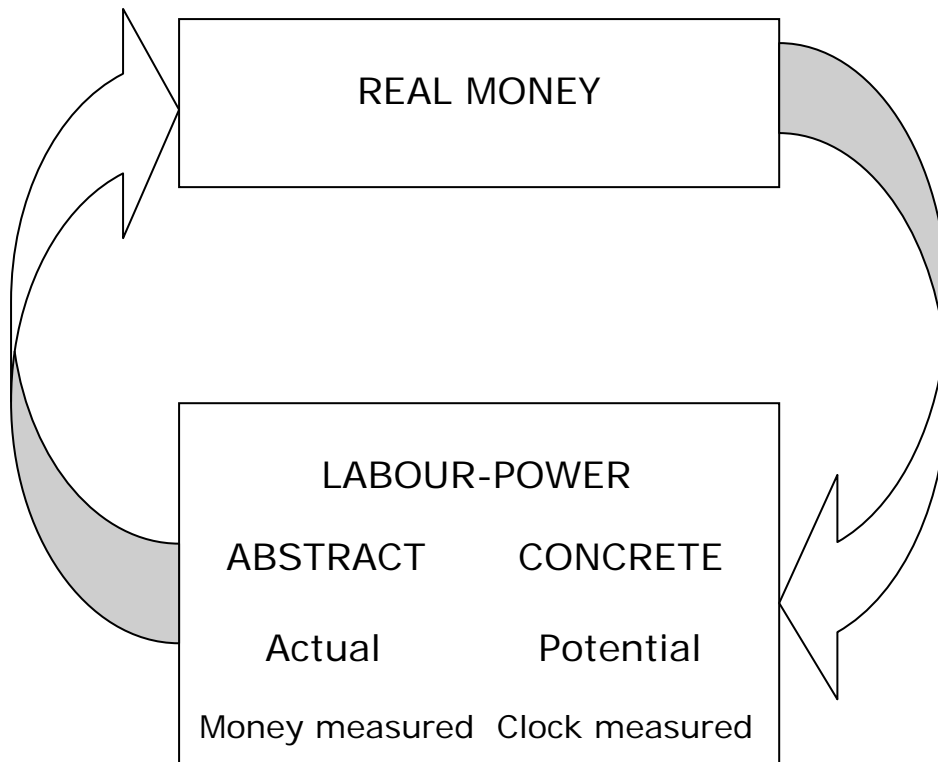 REAL MONEY
LABOUR-POWER
ABSTRACT CONCRETE
Actual Potential
Money measured Clock measured